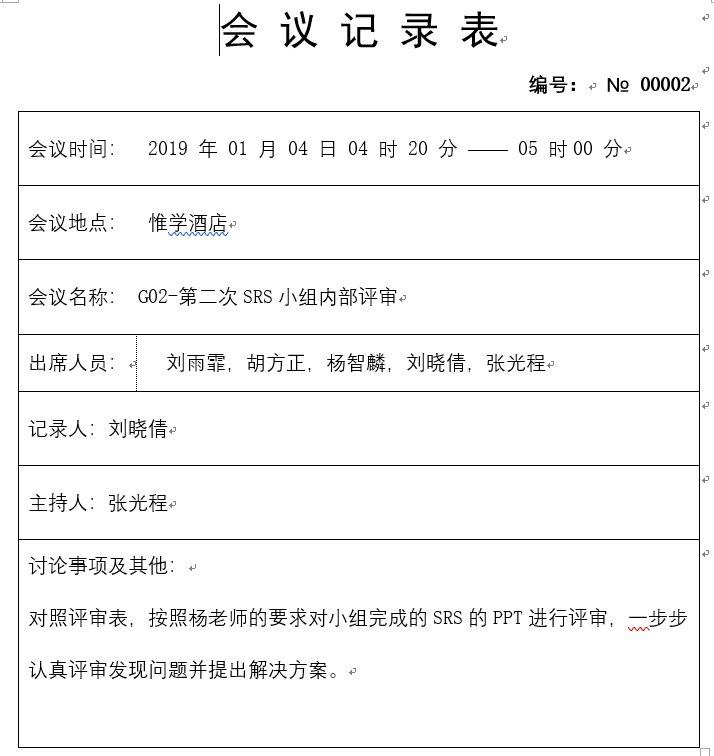 会 议 记 录 表
编号： № 00002
会议时间： 2019 年 01 月 04 日 04 时 20 分 —— 05 时 00 分
会议地点： 惟学酒店
会议名称： G02-第二次 SRS 小组内部评审
出席人员： 刘雨霏，胡方正，杨智麟，刘晓倩，张光程
记录人：刘晓倩
主持人：张光程
讨论事项及其他：
对照评审表，按照杨老师的要求对小组完成的 SRS 的 PPT 进行评审，一步步
认真评审发现问题并提出解决方案。